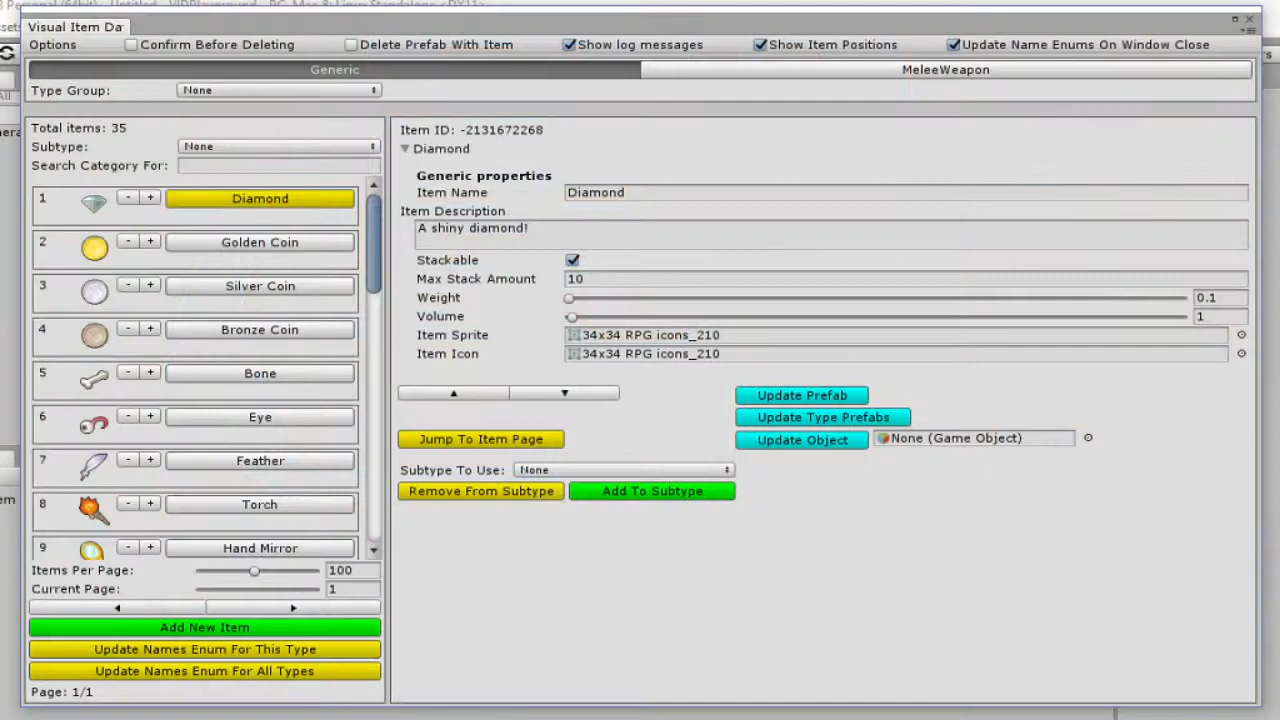 Visual Item Da
Options
Confirm Before Deleting
Delete Prefab With Item
Show log messages
Show Item Positions
Update Name Enums On Window Close
Generic
MeleeWeapon
Type Group:
None
Total items: 35
Subtype:
None
Search Category For:
1
-
+
Diamond
2
-
+
Golden Coin
3
-
+
Silver Coin
4
-
+
Bronze Coin
5
-
+
Bone
6
-
+
Eye
7
-
+
Feather
8
-
+
Torch
9
-
+
Hand Mirror
Items Per Page:
100
Current Page:
1
Add New Item
Update Names Enum For This Type
Update Names Enum For All Types
Page: 1/1
Item ID: -2131672268
Diamond
Generic properties
Item Name
Diamond
Item Description
A shiny diamond!
Stackable
Max Stack Amount
10
Weight
0.1
Volume
1
Item Sprite
34x34 RPG icons_210
Item Icon
34x34 RPG icons_210
Update Prefab
Update Type Prefabs
Jump To Item Page
Update Object
None (Game Object)
Subtype To Use:
None
Remove From Subtype
Add To Subtype